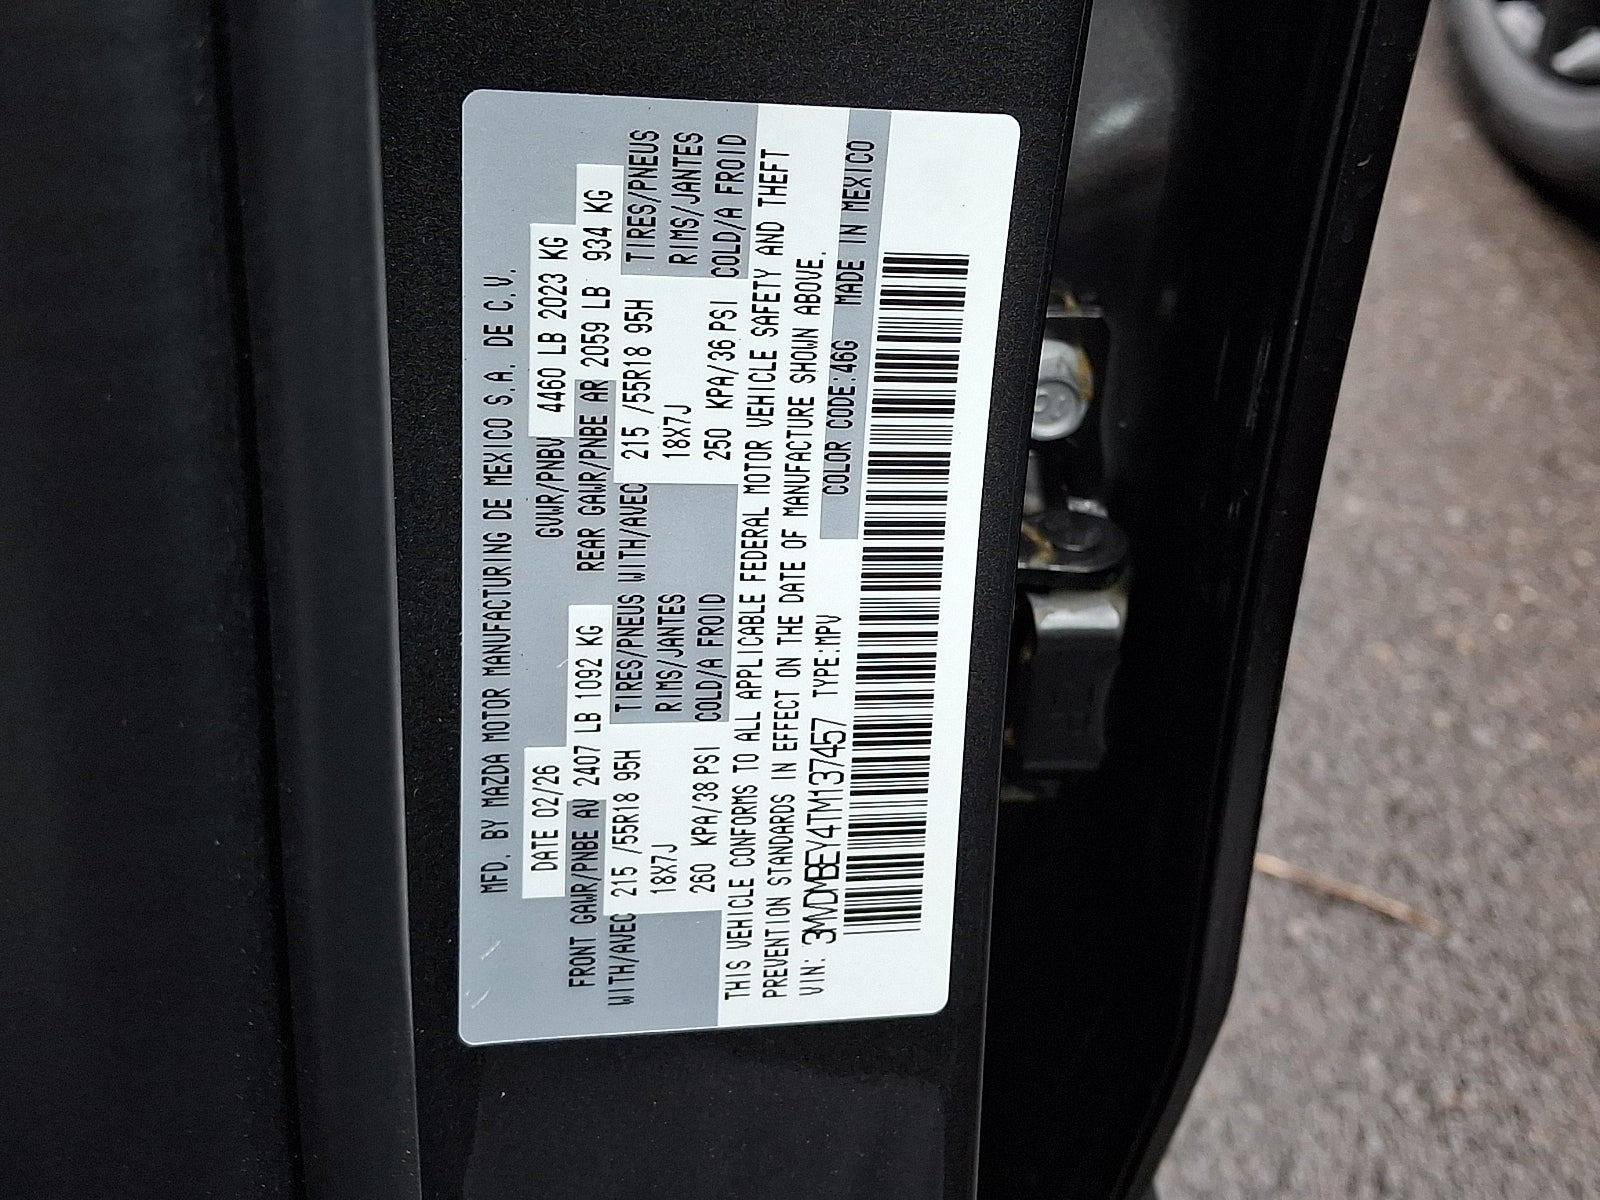 MFD. BY MAZDA MOTOR MANUFACTURING DE MEXICO S.A. DE C.V.
DATE 02/26 GVWR/PNBV 4460 LB 2023 KG
FRONT GAWR/PNBE AV 2407 LB 1092 KG REAR GAWR/PNBE AR 2059 LB 934 KG
WITH/AVEC 215 /55R18 95H TIRES/PNEUS WITH/AVEC 215 /55R18 95H TIRES/PNEUS
18X7J RIMS/JANTES 18X7J RIMS/JANTES
260 KPA/38PSI COLD/A FROID 250 KPA/36PSI COLD/A FROID
THIS VEHICLE CONFORMS TO ALL APPLICABLE FEDERAL MOTOR VEHICLE SAFETY AND THEFT
PREVENTION STANDARDS IN EFFECT ON THE DATE OF MANUFACTURE SHOWN ABOVE.
VIN: 3MVDMBEY4TM137457 TYPE:MPV COLOR CODE:46G MADE IN MEXICO